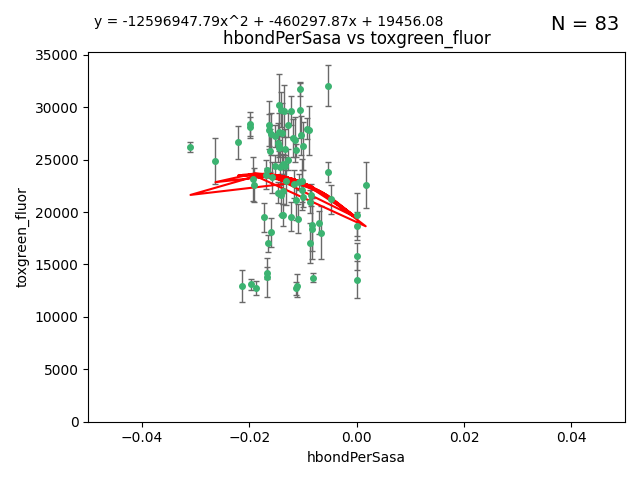 y = -12596947.79x^2 + -460297.87x + 19456.08
N = 83
hbondPerSasa vs toxgreen_fluor
35000
30000
25000
20000
15000
10000
5000
0
toxgreen_fluor
−0.04
−0.02
0.00
0.02
0.04
hbondPerSasa